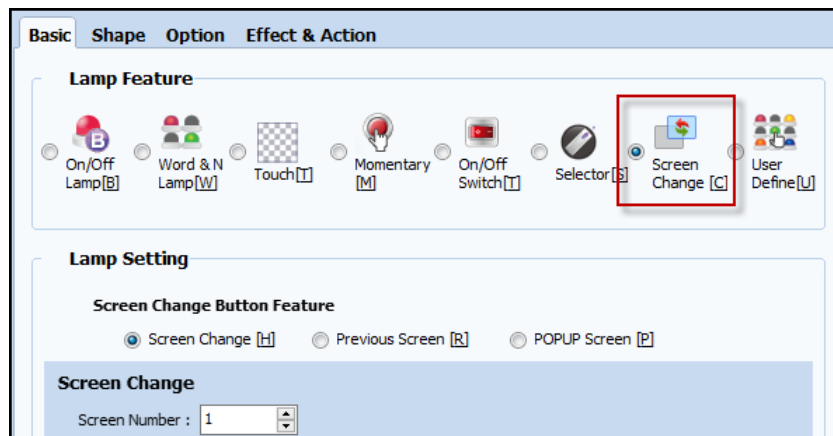 Basic Shape Option Effect & Action
Lamp Feature
On/Off Lamp[B]
Word & N Lamp[W]
Touch[T]
Momentary [M]
On/Off Switch[T]
Selector[S]
Screen Change [C]
User Define[U]
Lamp Setting
Screen Change Button Feature
Screen Change [H] Previous Screen [R] POPUP Screen [P]
Screen Change
Screen Number : 1